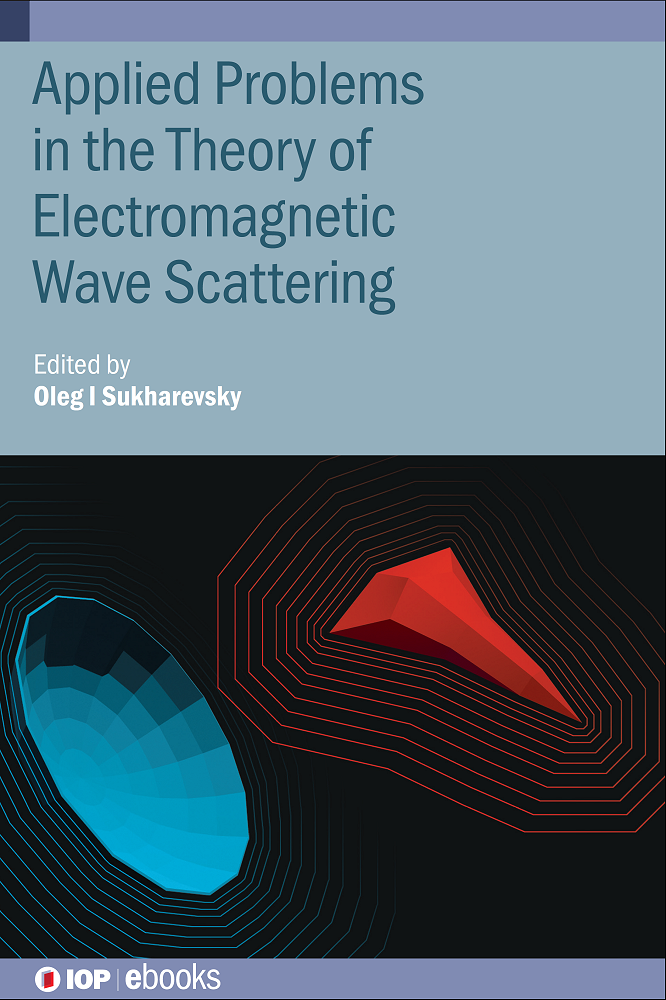 Applied Problems
in the Theory of
Electromagnetic
Wave Scattering
Edited by
Oleg I Sukharevsky
IOP | ebooks